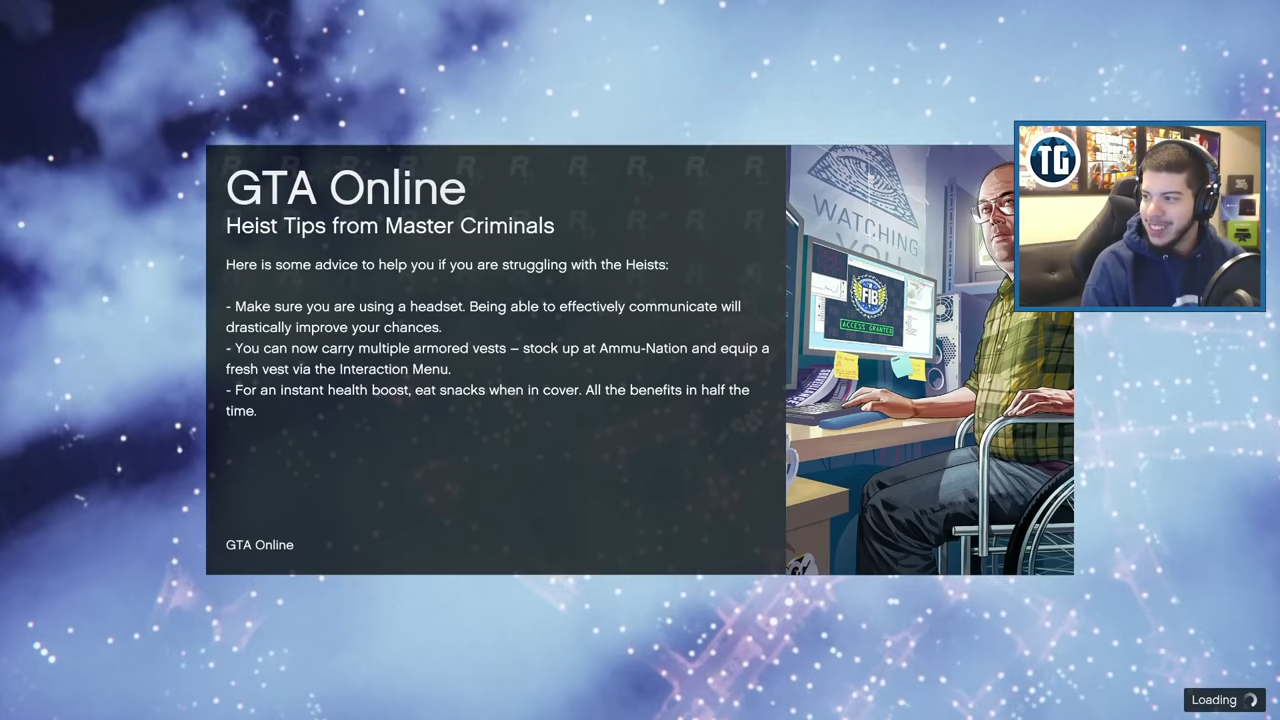 GTA Online
Heist Tips from Master Criminals
Here is some advice to help you if you are struggling with the Heists:
- Make sure you are using a headset. Being able to effectively communicate will
drastically improve your chances.
- You can now carry multiple armored vests – stock up at Ammu-Nation and equip a
fresh vest via the Interaction Menu.
- For an instant health boost, eat snacks when in cover. All the benefits in half the
time.
GTA Online
WATCHING
YOU
FIB
ACCESS GRANTED
TG
Loading